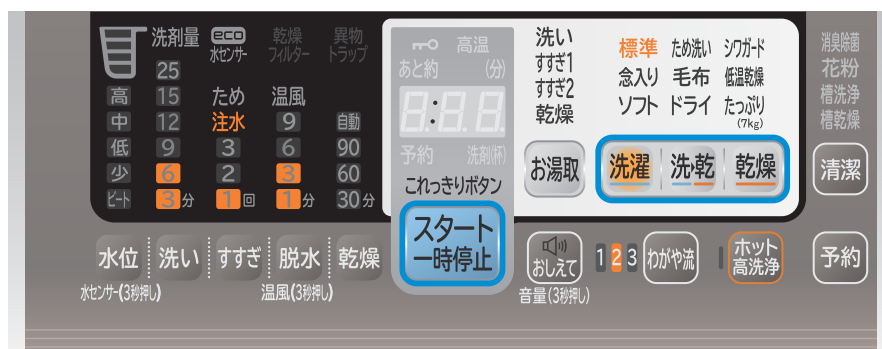 洗剤量 eco 水センサー 乾燥フィルター 異物トラップ
25
高 15 ため 温風
中 12 注水 9 自動
低 9 3 6 90
少 6 2 3 60
ビート 3分 1回 1分 30分
高温
あと約 (分)
8:8.8.
予約 洗剤(杯)
これっきりボタン
スタート
一時停止
洗い
すすぎ1
すすぎ2
乾燥
標準 ため洗い シワガード
念入り 毛布 低温乾燥
ソフト ドライ たっぷり
(7kg)
お湯取 洗濯 洗・乾 乾燥
消臭除菌
花粉
槽洗浄
槽乾燥
清潔
水位 洗い すすぎ 脱水 乾燥
水センサー(3秒押し) 温風(3秒押し)
おしえて
音量(3秒押し)
1 2 3 わがや流
ホット
高洗浄
予約